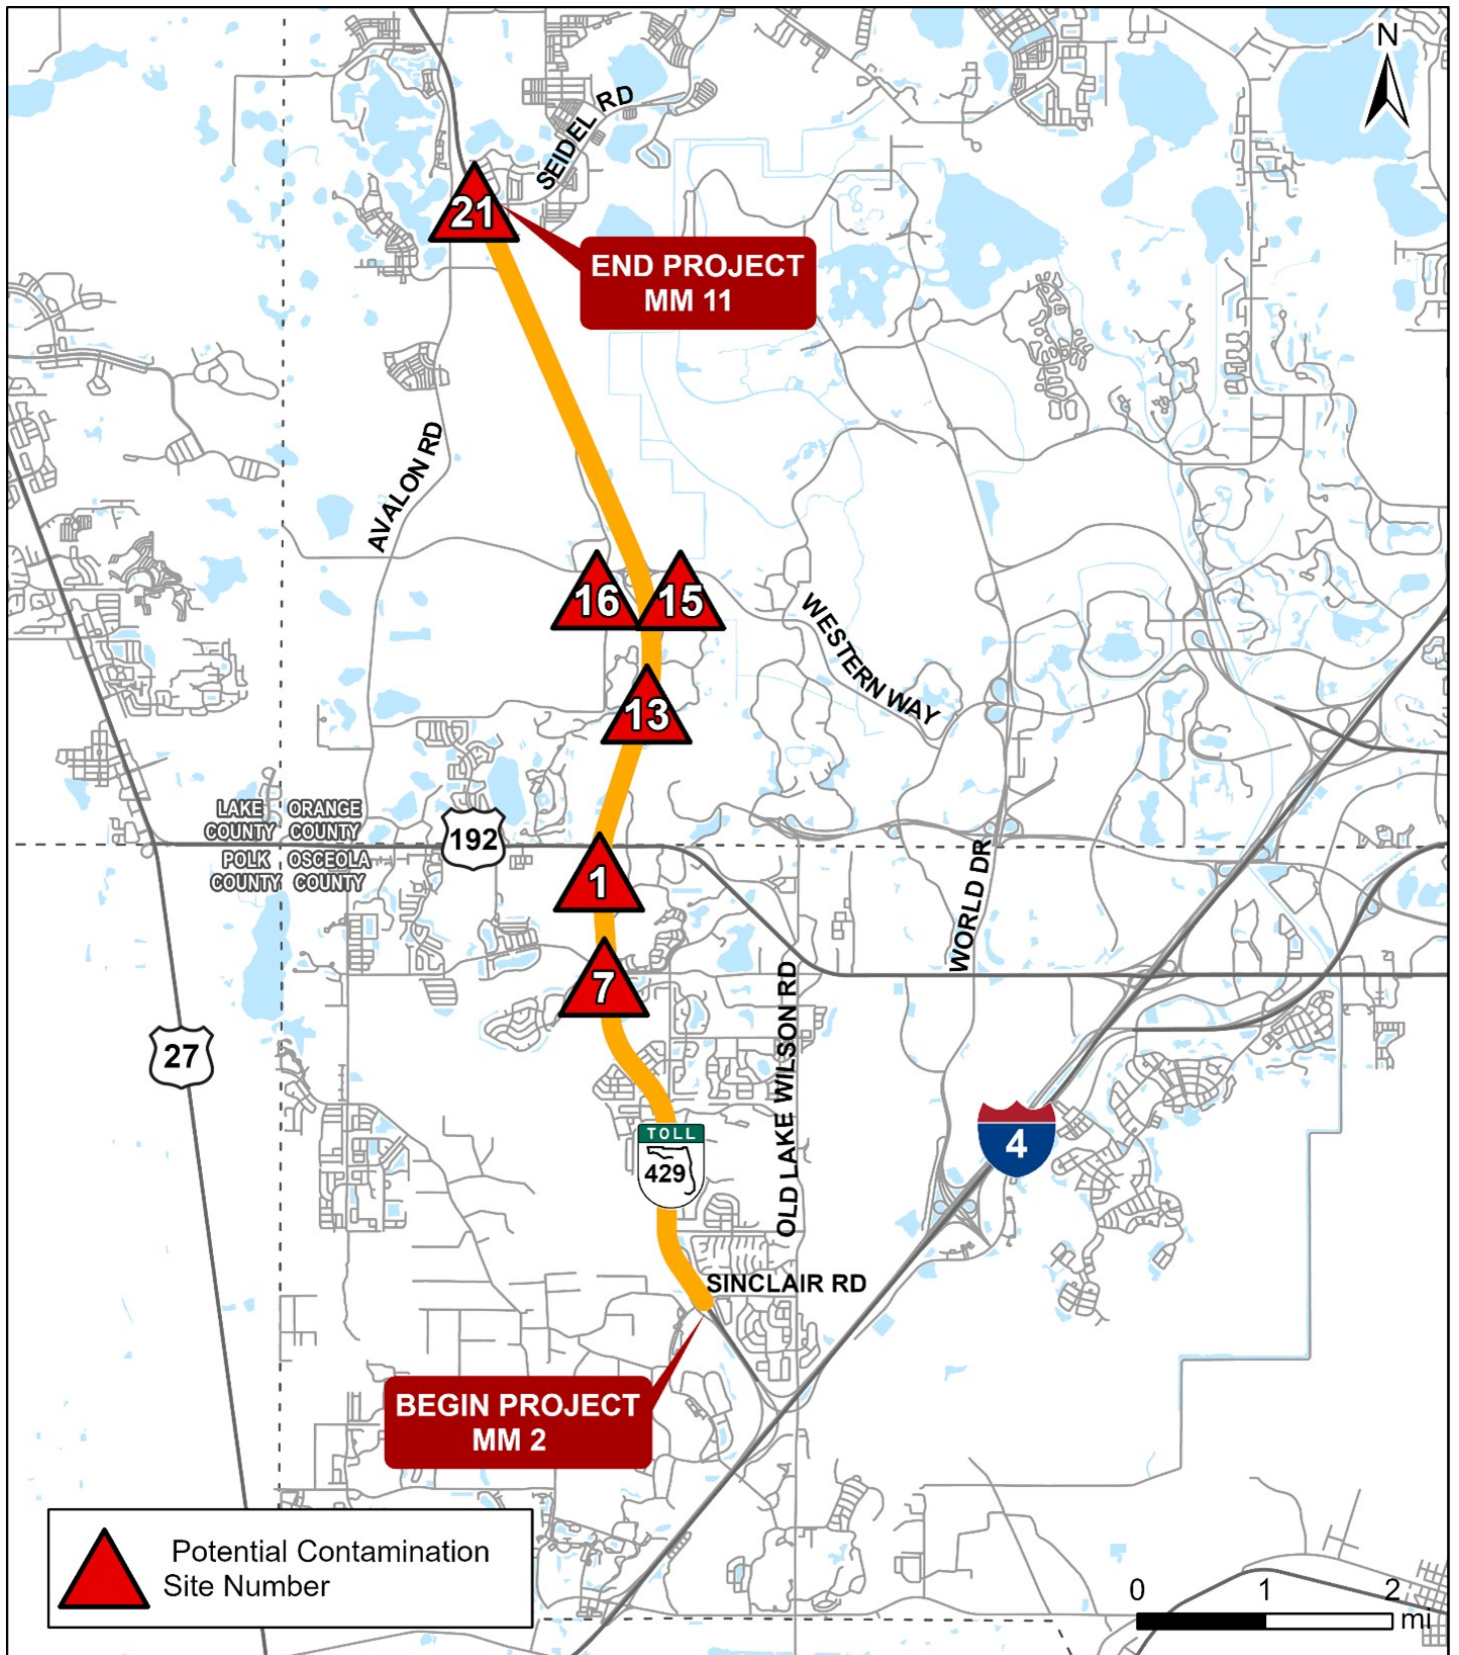 N
SEIDEL RD
21
END PROJECT
MM 11
AVALON RD
16
15
WESTERN WAY
13
LAKE COUNTY
ORANGE COUNTY
192
POLK COUNTY
OSCEOLA COUNTY
1
WORLD DR
7
OLD LAKE WILSON RD
27
TOLL
429
4
SINCLAIR RD
BEGIN PROJECT
MM 2
Potential Contamination
Site Number
0 1 2
mi